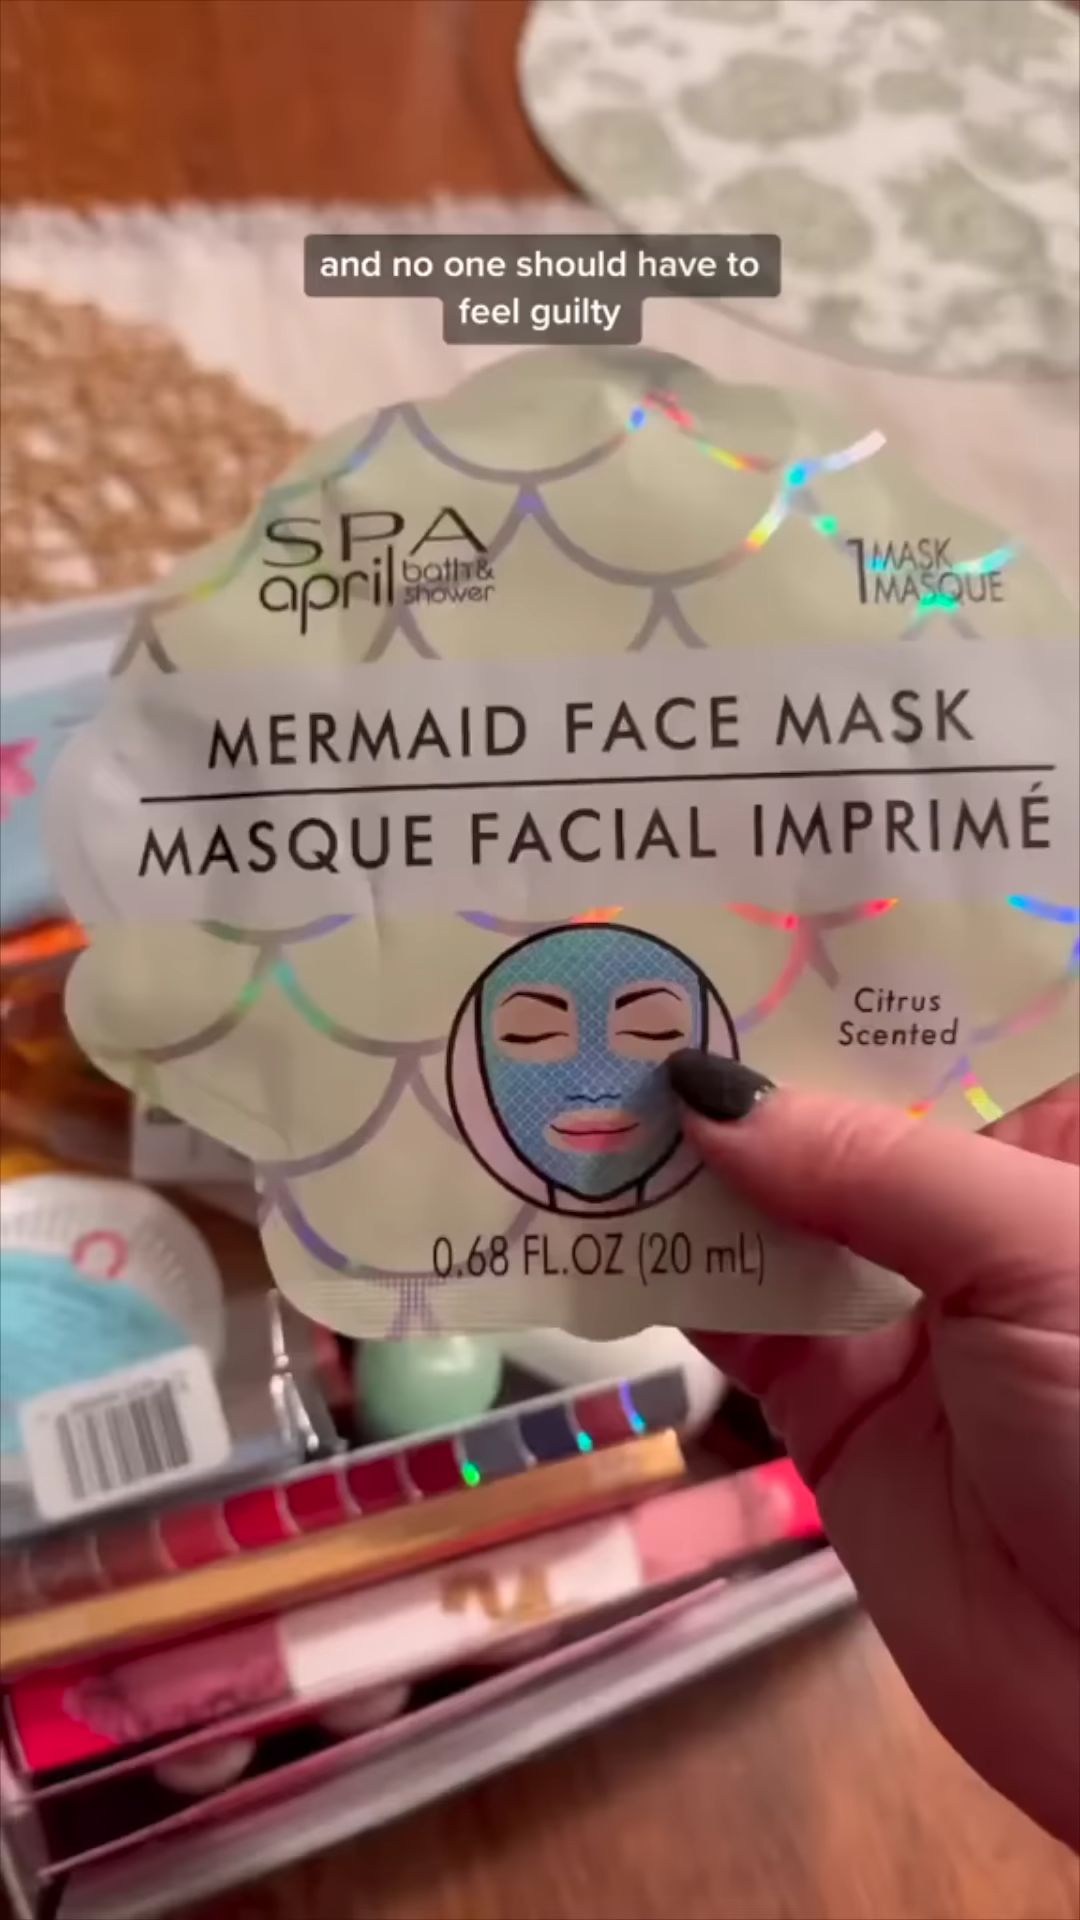 and no one should have to
feel guilty
SPA
april bath &
shower
1 MASK
MASQUE
MERMAID FACE MASK
MASQUE FACIAL IMPRIMÉ
Citrus
Scented
0.68 FL.OZ (20 mL)